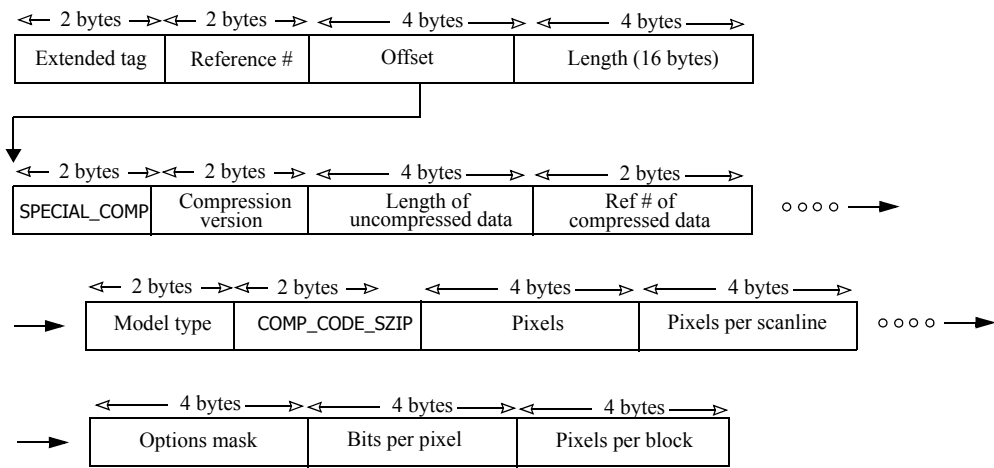 2 bytes 2 bytes 4 bytes 4 bytes
Extended tag Reference # Offset Length (16 bytes)
2 bytes 2 bytes 4 bytes 2 bytes
SPECIAL_COMP Compression version Length of uncompressed data Ref # of compressed data
2 bytes 2 bytes 4 bytes 4 bytes
Model type COMP_CODE_SZIP Pixels Pixels per scanline
4 bytes 4 bytes 4 bytes
Options mask Bits per pixel Pixels per block